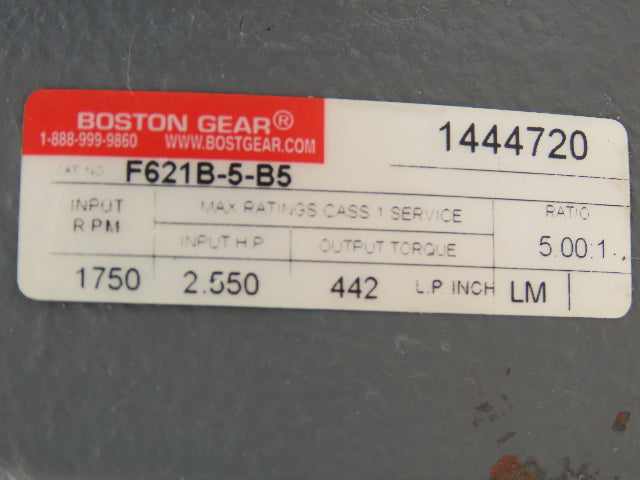 BOSTON GEAR®
1-888-999-9860 WWW.BOSTGEAR.COM
1444720
CAT. NO. F621B-5-B5
INPUT RPM
MAX RATINGS CASS 1 SERVICE
RATIO
INPUT H.P
OUTPUT TORQUE
5.00:1
1750 2.550 442 L.P. INCH LM